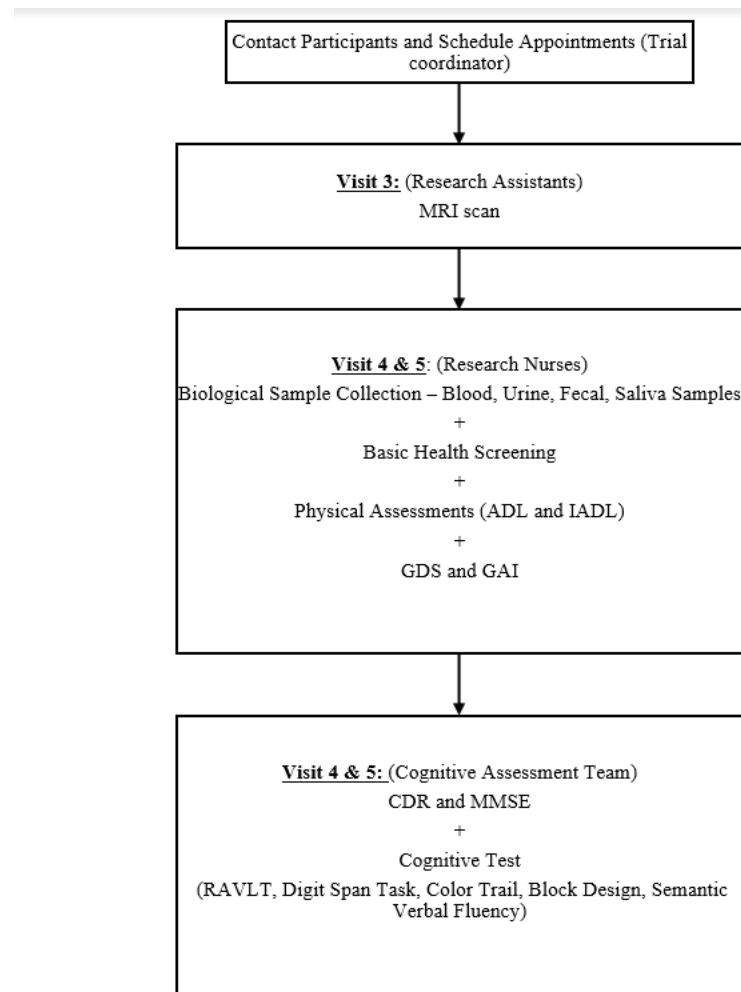 Contact Participants and Schedule Appointments (Trial
coordinator)
Visit 3: (Research Assistants)
MRI scan
Visit 4 & 5: (Research Nurses)
Biological Sample Collection – Blood, Urine, Fecal, Saliva Samples
+
Basic Health Screening
+
Physical Assessments (ADL and IADL)
+
GDS and GAI
Visit 4 & 5: (Cognitive Assessment Team)
CDR and MMSE
+
Cognitive Test
(RAVLT, Digit Span Task, Color Trail, Block Design, Semantic
Verbal Fluency)